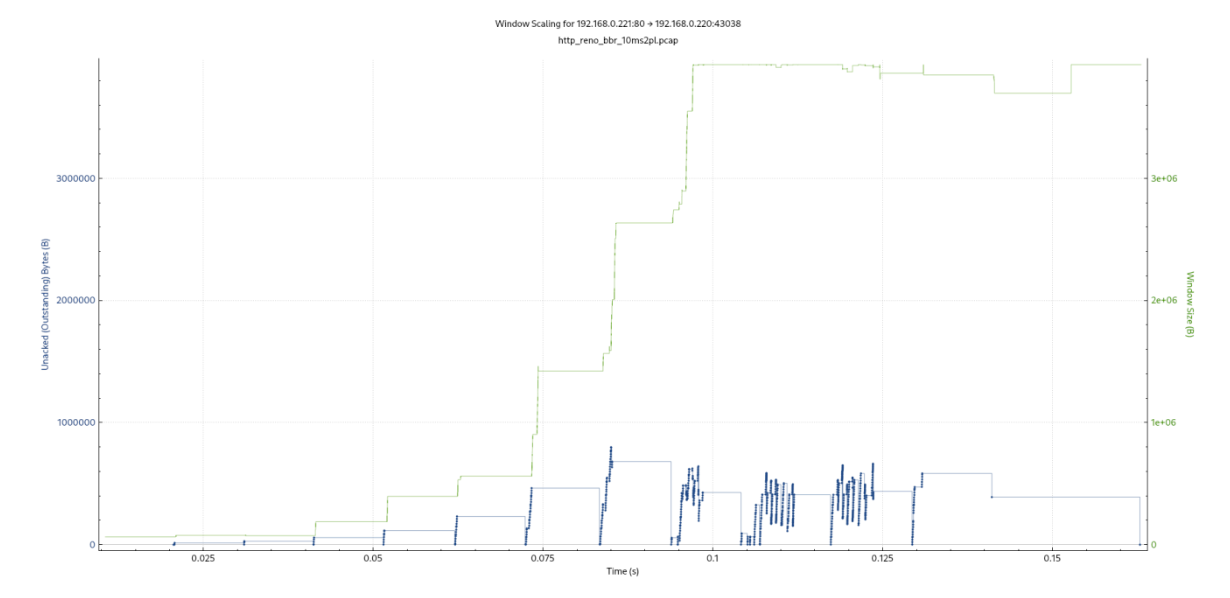 Window Scaling for 192.168.0.221:80 → 192.168.0.220:43038
http_reno_bbr_10ms2pl.pcap
Unacked (Outstanding) Bytes (B)
3000000
2000000
1000000
0
3e+06
2e+06
1e+06
0
Window Size (B)
0.025
0.05
0.075
0.1
0.125
0.15
Time (s)